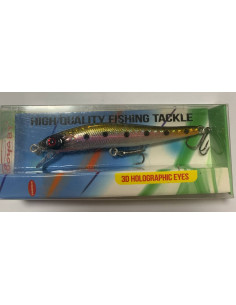 HIGH QUALITY FISHING TACKLE
3D HOLOGRAPHIC EYES